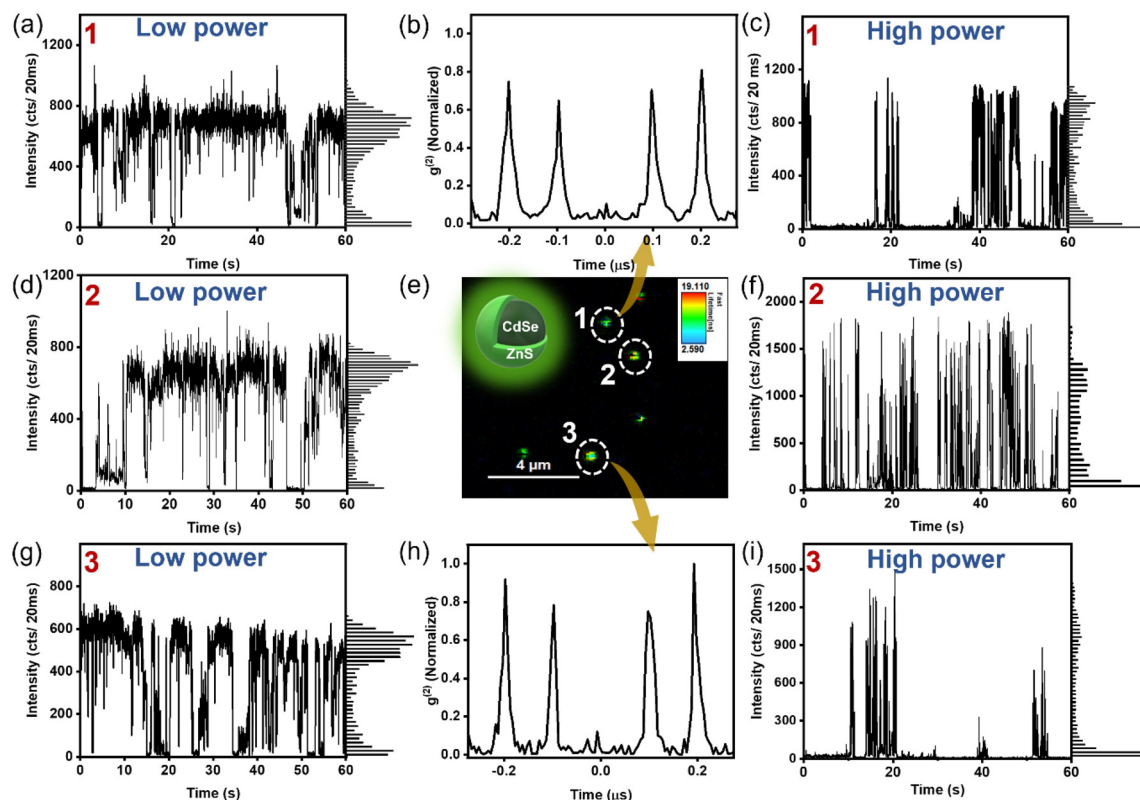 (a)
1
Low power
Intensity (cts/ 20ms)
1200
800
400
0
0 20 40 60
Time (s)
(b)
g(2) (Normalized)
1.0
0.8
0.6
0.4
0.2
0.0
-0.2 -0.1 0.0 0.1 0.2
Time (μs)
(c)
1
High power
Intensity (cts/ 20 ms)
1600
1200
800
400
0
0 20 40 60
Time (s)
(d)
2
Low power
Intensity (cts/ 20ms)
1200
800
400
0
0 10 20 30 40 50 60
Time (s)
(e)
CdSe
ZnS
1
2
3
4 μm
19.110
Fast
Lifetime[ns]
2.590
(f)
2
High power
Intensity (cts/ 20ms)
2000
1500
1000
500
0
0 10 20 30 40 50 60
Time (s)
(g)
3
Low power
Intensity (cts/ 20ms)
800
600
400
200
0
0 10 20 30 40 50 60
Time (s)
(h)
g(2) (Normalized)
1.0
0.8
0.6
0.4
0.2
0.0
-0.2 0.0 0.2
Time (μs)
(i)
3
High power
Intensity (cts/ 20ms)
1500
1200
900
600
300
0
0 20 40 60
Time (s)